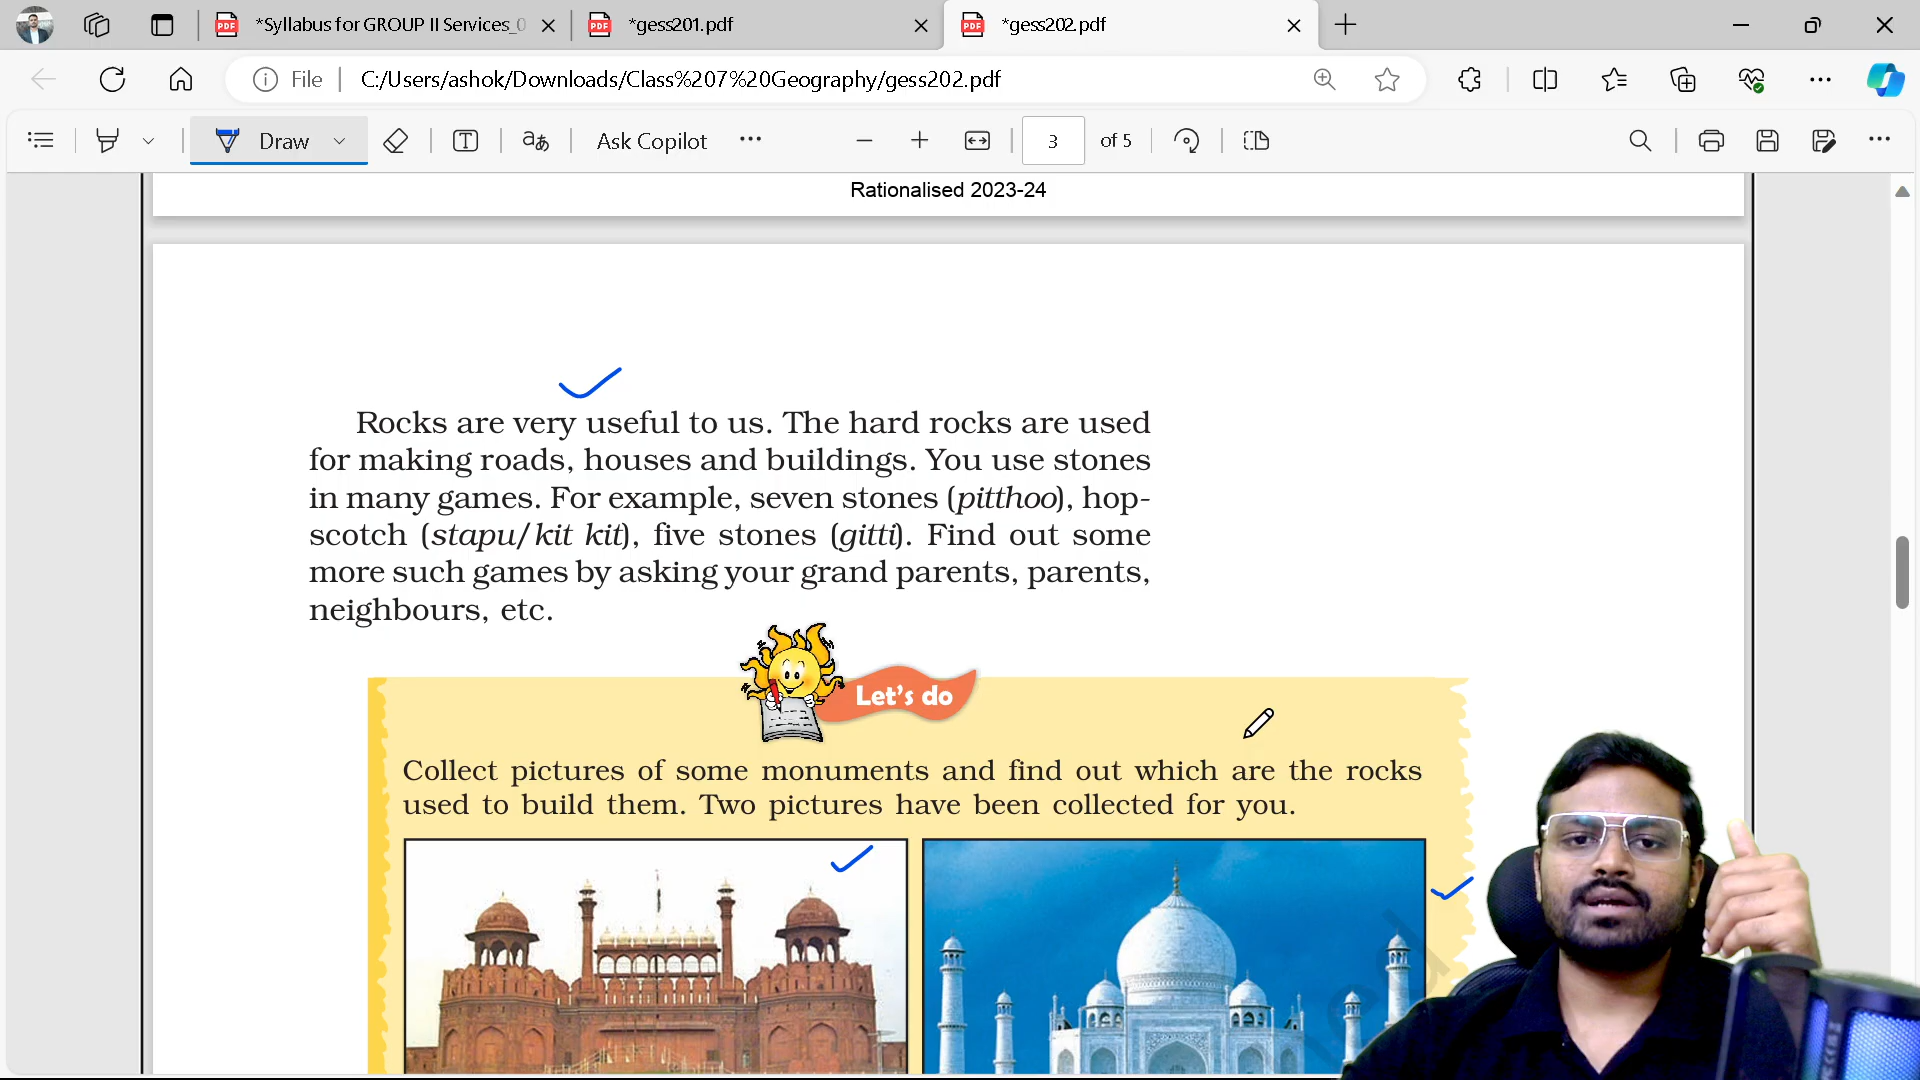 *Syllabus for GROUP II Services_0
*gess201.pdf
*gess202.pdf
File
C:/Users/ashok/Downloads/Class%207%20Geography/gess202.pdf
Draw
Ask Copilot
3 of 5
Rationalised 2023-24
Rocks are very useful to us. The hard rocks are used
for making roads, houses and buildings. You use stones
in many games. For example, seven stones (pitthoo), hop-
scotch (stapu/kit kit), five stones (gitti). Find out some
more such games by asking your grand parents, parents,
neighbours, etc.
Let's do
Collect pictures of some monuments and find out which are the rocks
used to build them. Two pictures have been collected for you.